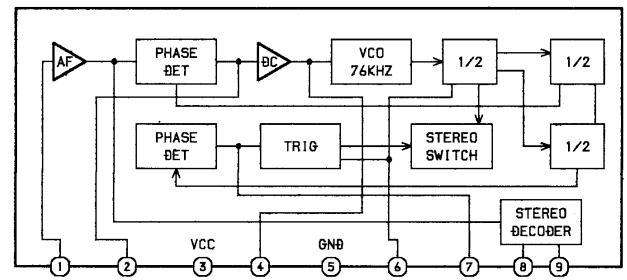 AF
PHASE
DET
DC
VCO
76KHZ
1/2
1/2
PHASE
DET
TRIG
STEREO
SWITCH
1/2
STEREO
DECODER
VCC
GND
1
2
3
4
5
6
7
8
9